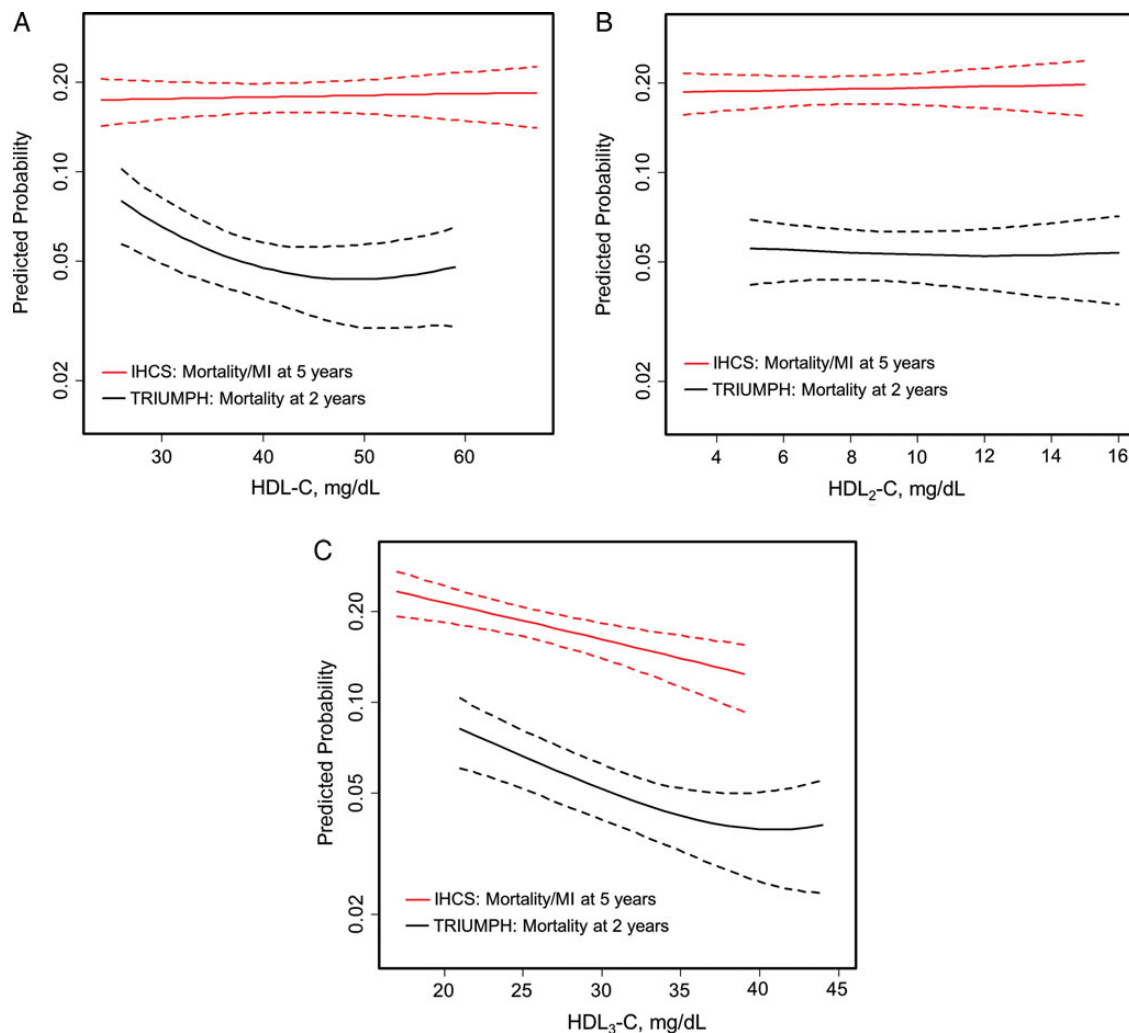 A
Predicted Probability
0.20
0.10
0.05
0.02
IHCS: Mortality/MI at 5 years
TRIUMPH: Mortality at 2 years
30 40 50 60
HDL-C, mg/dL
B
Predicted Probability
0.20
0.10
0.05
0.02
IHCS: Mortality/MI at 5 years
TRIUMPH: Mortality at 2 years
4 6 8 10 12 14 16
HDL₂-C, mg/dL
C
Predicted Probability
0.20
0.10
0.05
0.02
IHCS: Mortality/MI at 5 years
TRIUMPH: Mortality at 2 years
20 25 30 35 40 45
HDL₃-C, mg/dL